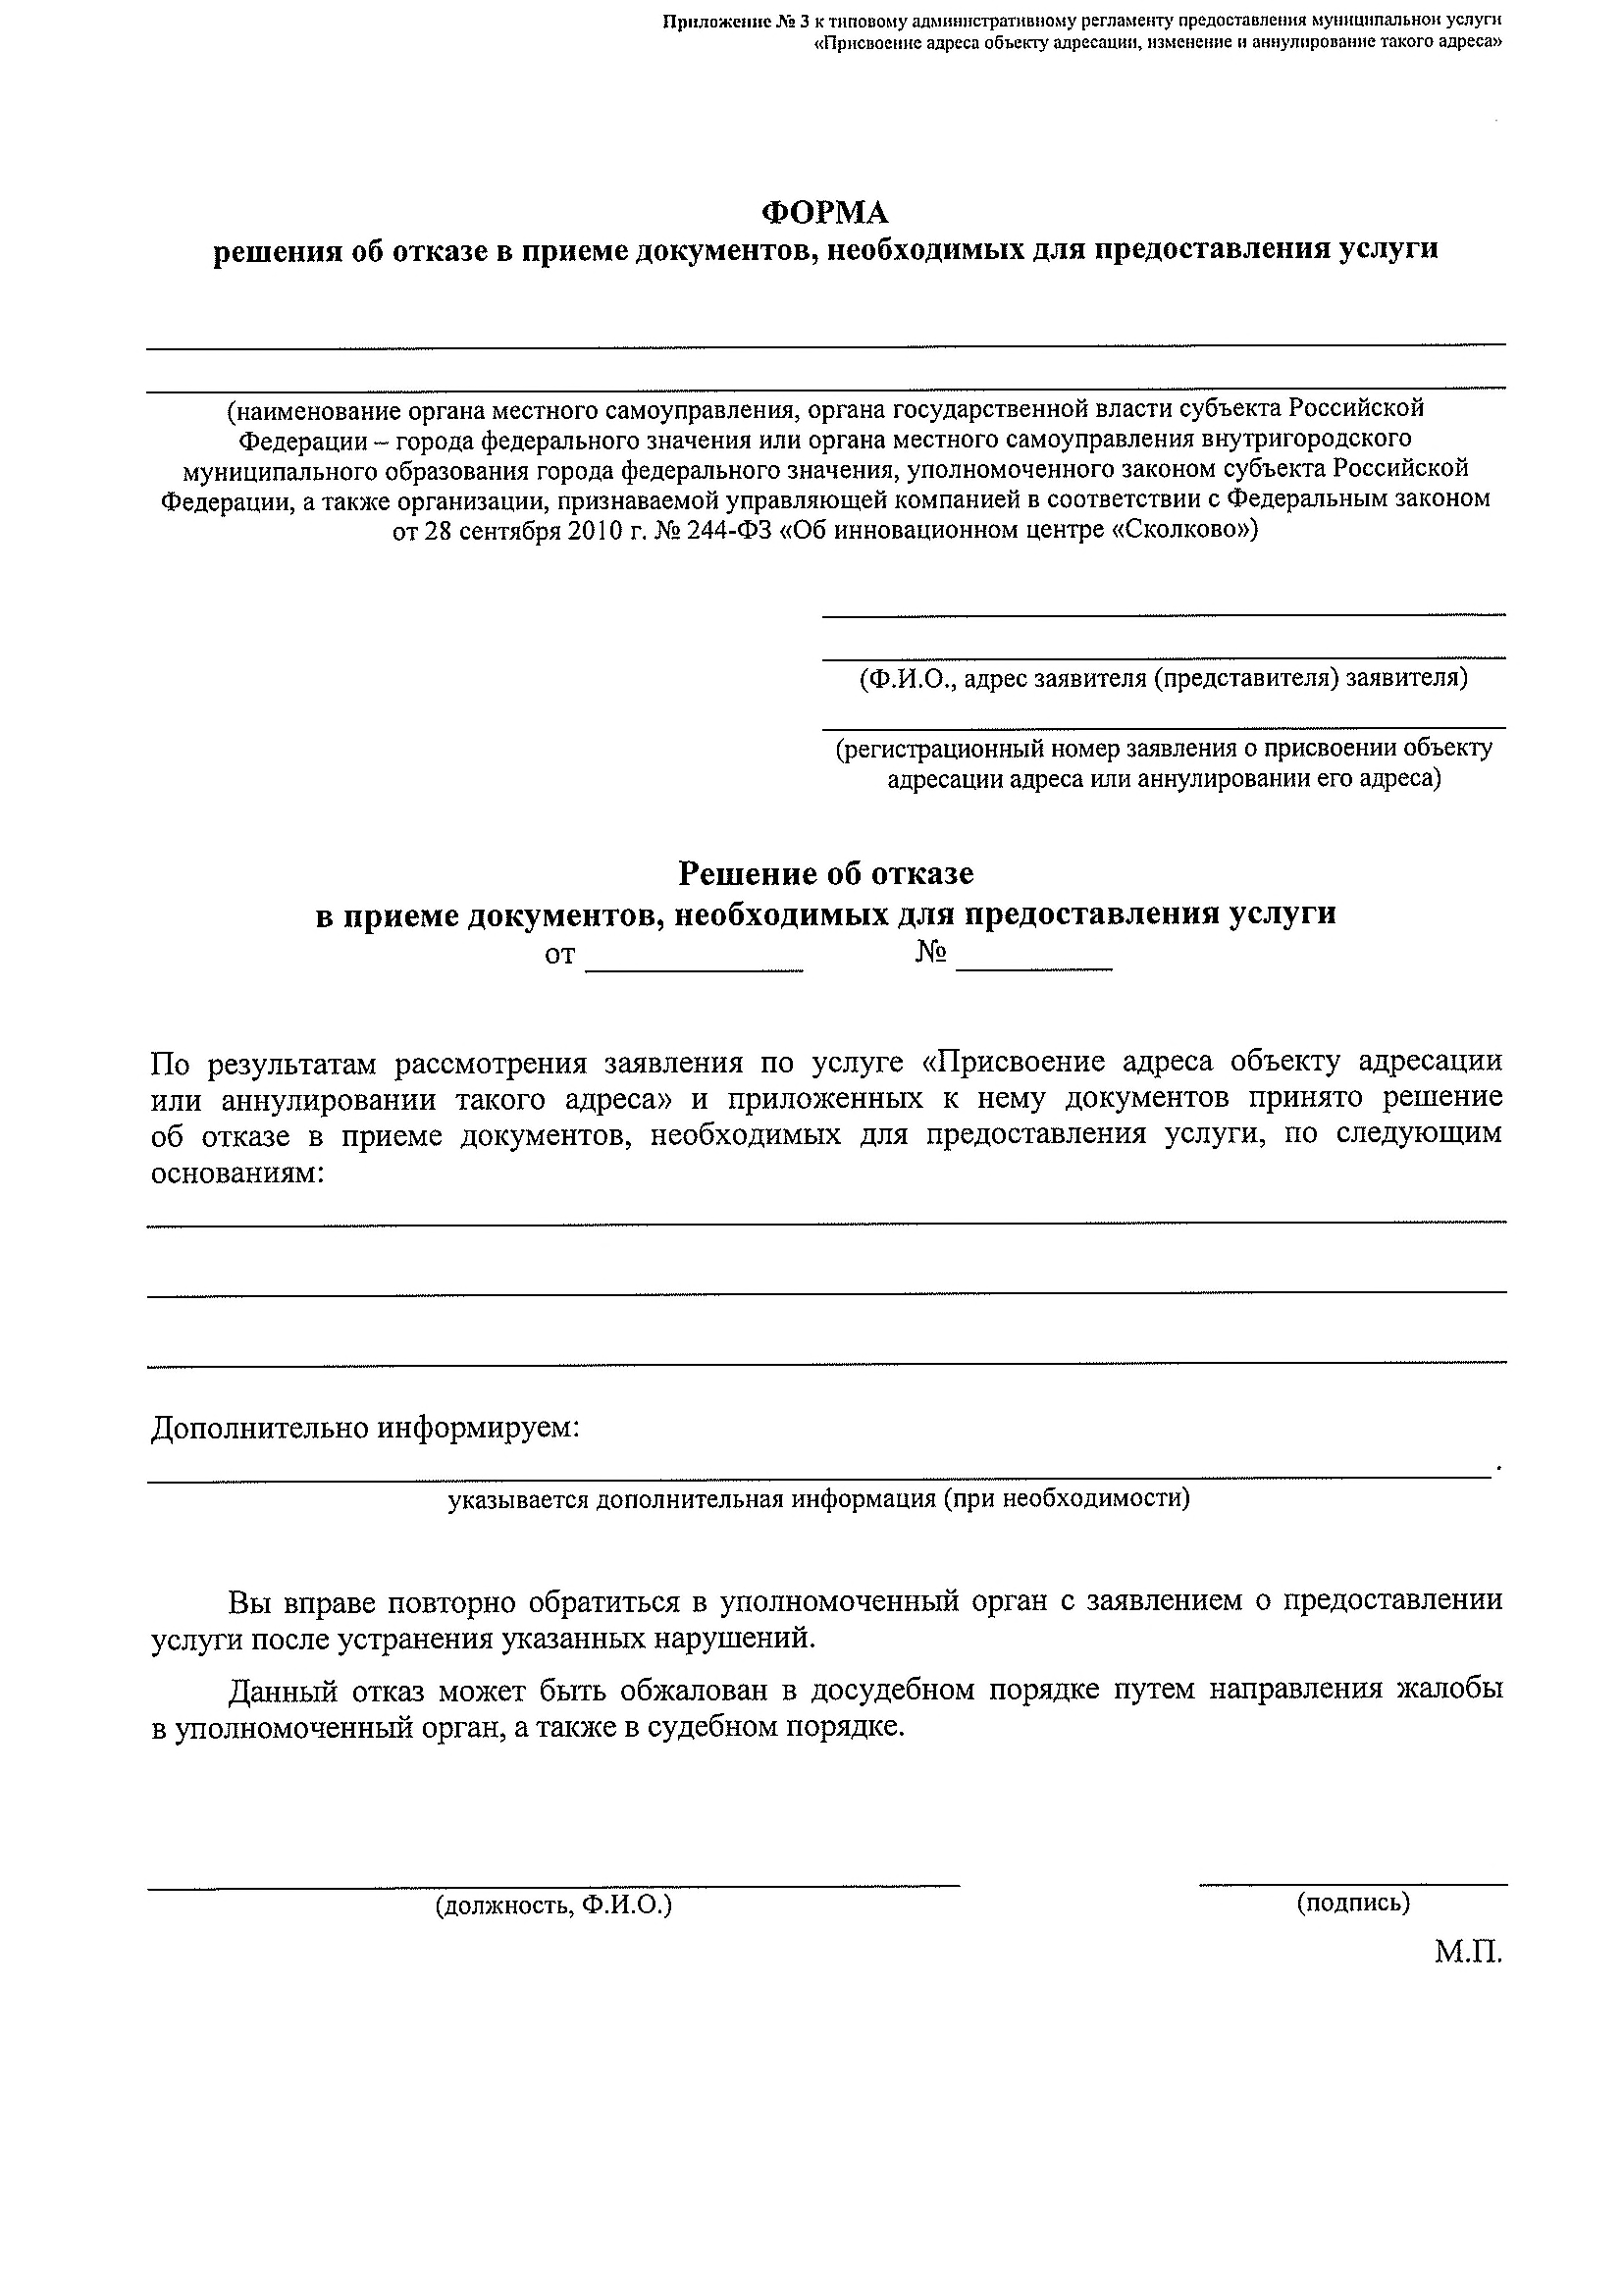 Приложение № 3 к типовому административному регламенту предоставления муниципальной услуги
«Присвоение адреса объекту адресации, изменение и аннулирование такого адреса»
ФОРМА
решения об отказе в приеме документов, необходимых для предоставления услуги
(наименование органа местного самоуправления, органа государственной власти субъекта Российской
Федерации – города федерального значения или органа местного самоуправления внутригородского
муниципального образования города федерального значения, уполномоченного законом субъекта Российской
Федерации, а также организации, признаваемой управляющей компанией в соответствии с Федеральным законом
от 28 сентября 2010 г. № 244-ФЗ «Об инновационном центре «Сколково»)
(Ф.И.О., адрес заявителя (представителя) заявителя)
(регистрационный номер заявления о присвоении объекту
адресации адреса или аннулировании его адреса)
Решение об отказе
в приеме документов, необходимых для предоставления услуги
от ______________ № __________
По результатам рассмотрения заявления по услуге «Присвоение адреса объекту адресации
или аннулировании такого адреса» и приложенных к нему документов принято решение
об отказе в приеме документов, необходимых для предоставления услуги, по следующим
основаниям:
Дополнительно информируем:
.
указывается дополнительная информация (при необходимости)
Вы вправе повторно обратиться в уполномоченный орган с заявлением о предоставлении
услуги после устранения указанных нарушений.
Данный отказ может быть обжалован в досудебном порядке путем направления жалобы
в уполномоченный орган, а также в судебном порядке.
(должность, Ф.И.О.) (подпись)
М.П.